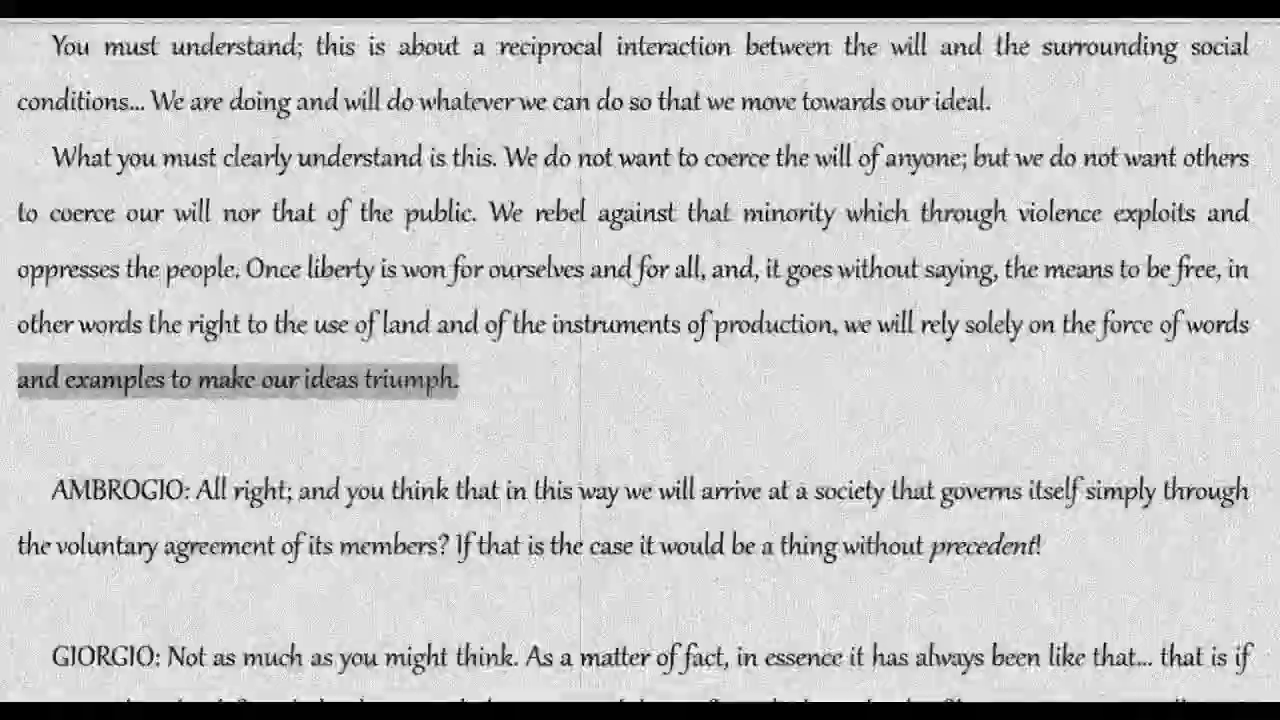 You must understand; this is about a reciprocal interaction between the will and the surrounding social
conditions... We are doing and will do whatever we can do so that we move towards our ideal.
What you must clearly understand is this. We do not want to coerce the will of anyone; but we do not want others
to coerce our will nor that of the public. We rebel against that minority which through violence exploits and
oppresses the people. Once liberty is won for ourselves and for all, and, it goes without saying, the means to be free, in
other words the right to the use of land and of the instruments of production, we will rely solely on the force of words
and examples to make our ideas triumph.
AMBROGIO: All right; and you think that in this way we will arrive at a society that governs itself simply through
the voluntary agreement of its members? If that is the case it would be a thing without precedent!
GIORGIO: Not as much as you might think. As a matter of fact, in essence it has always been like that... that is if